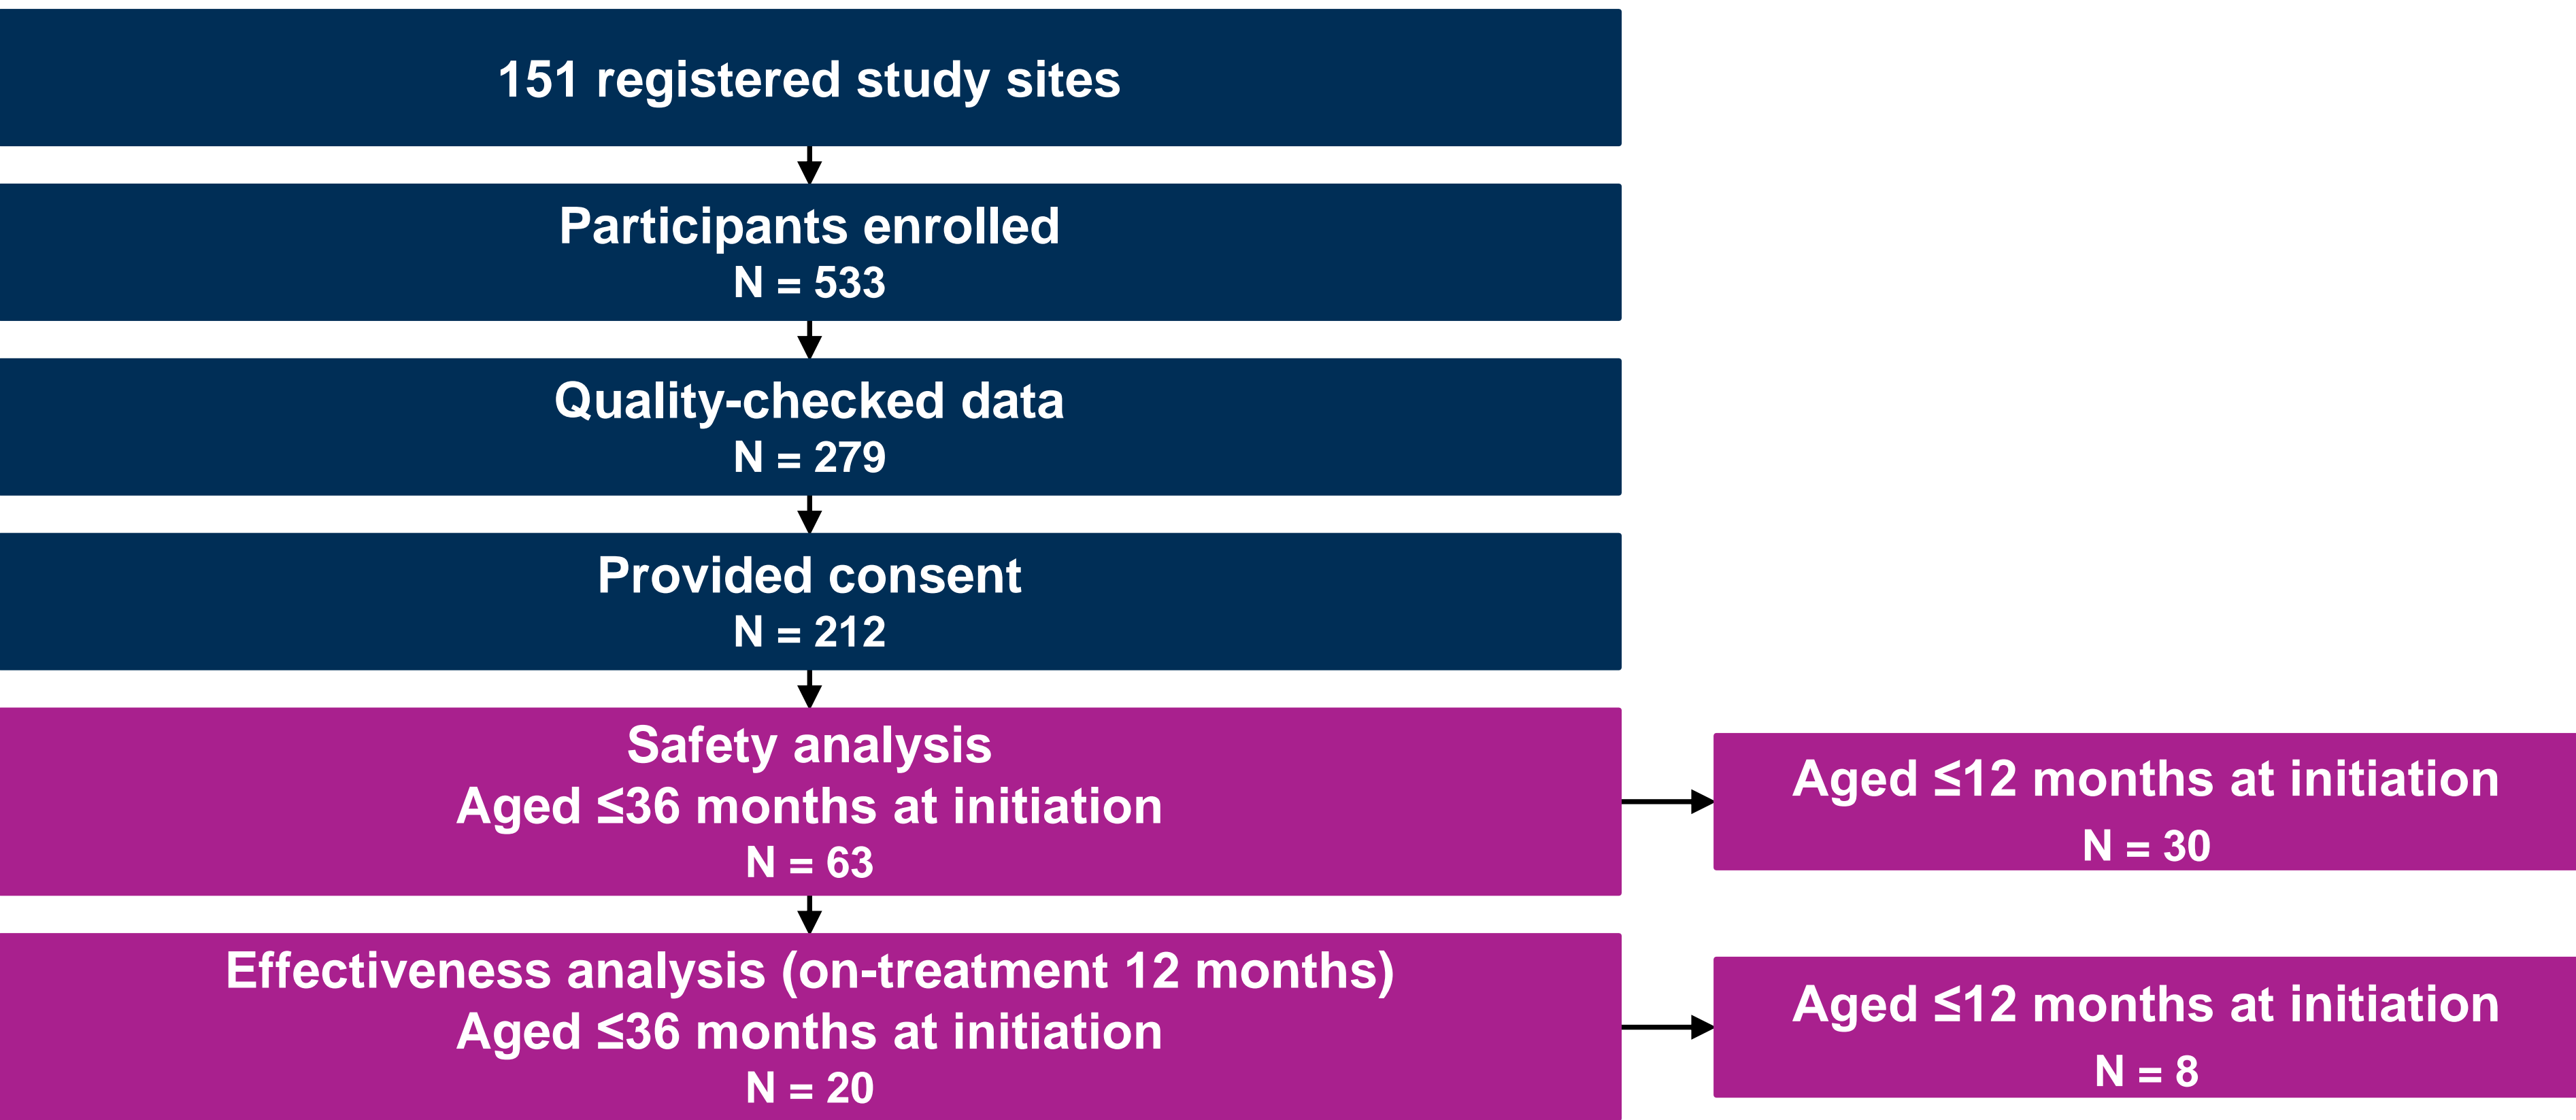 151 registered study sites
Participants enrolled
N = 533
Quality-checked data
N = 279
Provided consent
N = 212
Safety analysis
Aged ≤36 months at initiation
N = 63
Aged ≤12 months at initiation
N = 30
Effectiveness analysis (on-treatment 12 months)
Aged ≤36 months at initiation
N = 20
Aged ≤12 months at initiation
N = 8